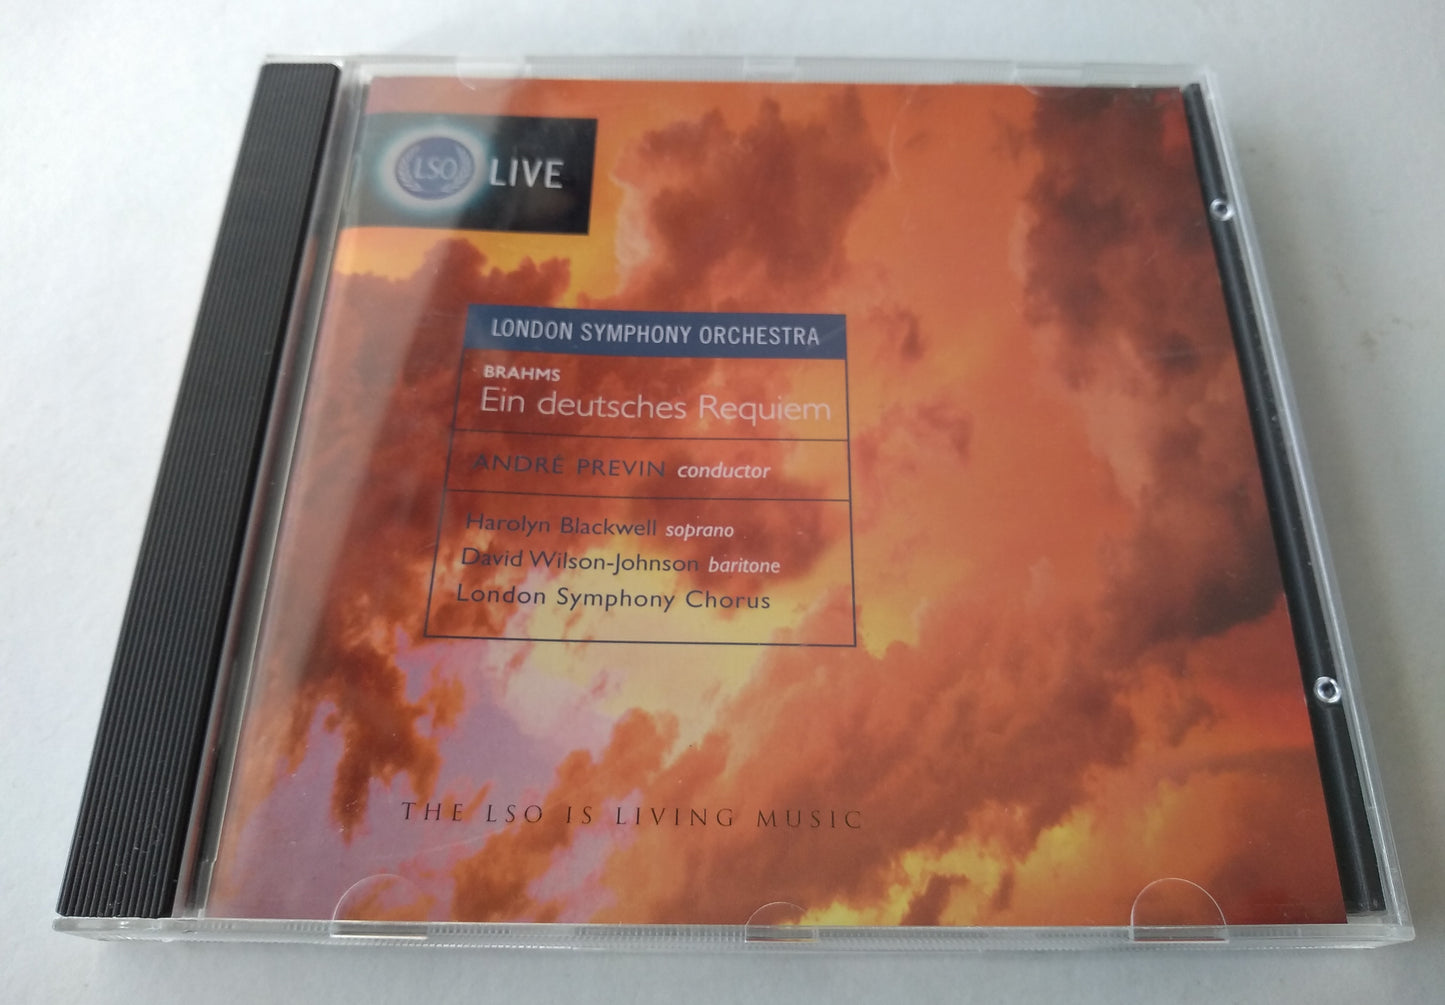 LSO LIVE
LONDON SYMPHONY ORCHESTRA
BRAHMS
Ein deutsches Requiem
ANDRÉ PREVIN conductor
Harolyn Blackwell soprano
David Wilson-Johnson baritone
London Symphony Chorus
THE LSO IS LIVING MUSIC